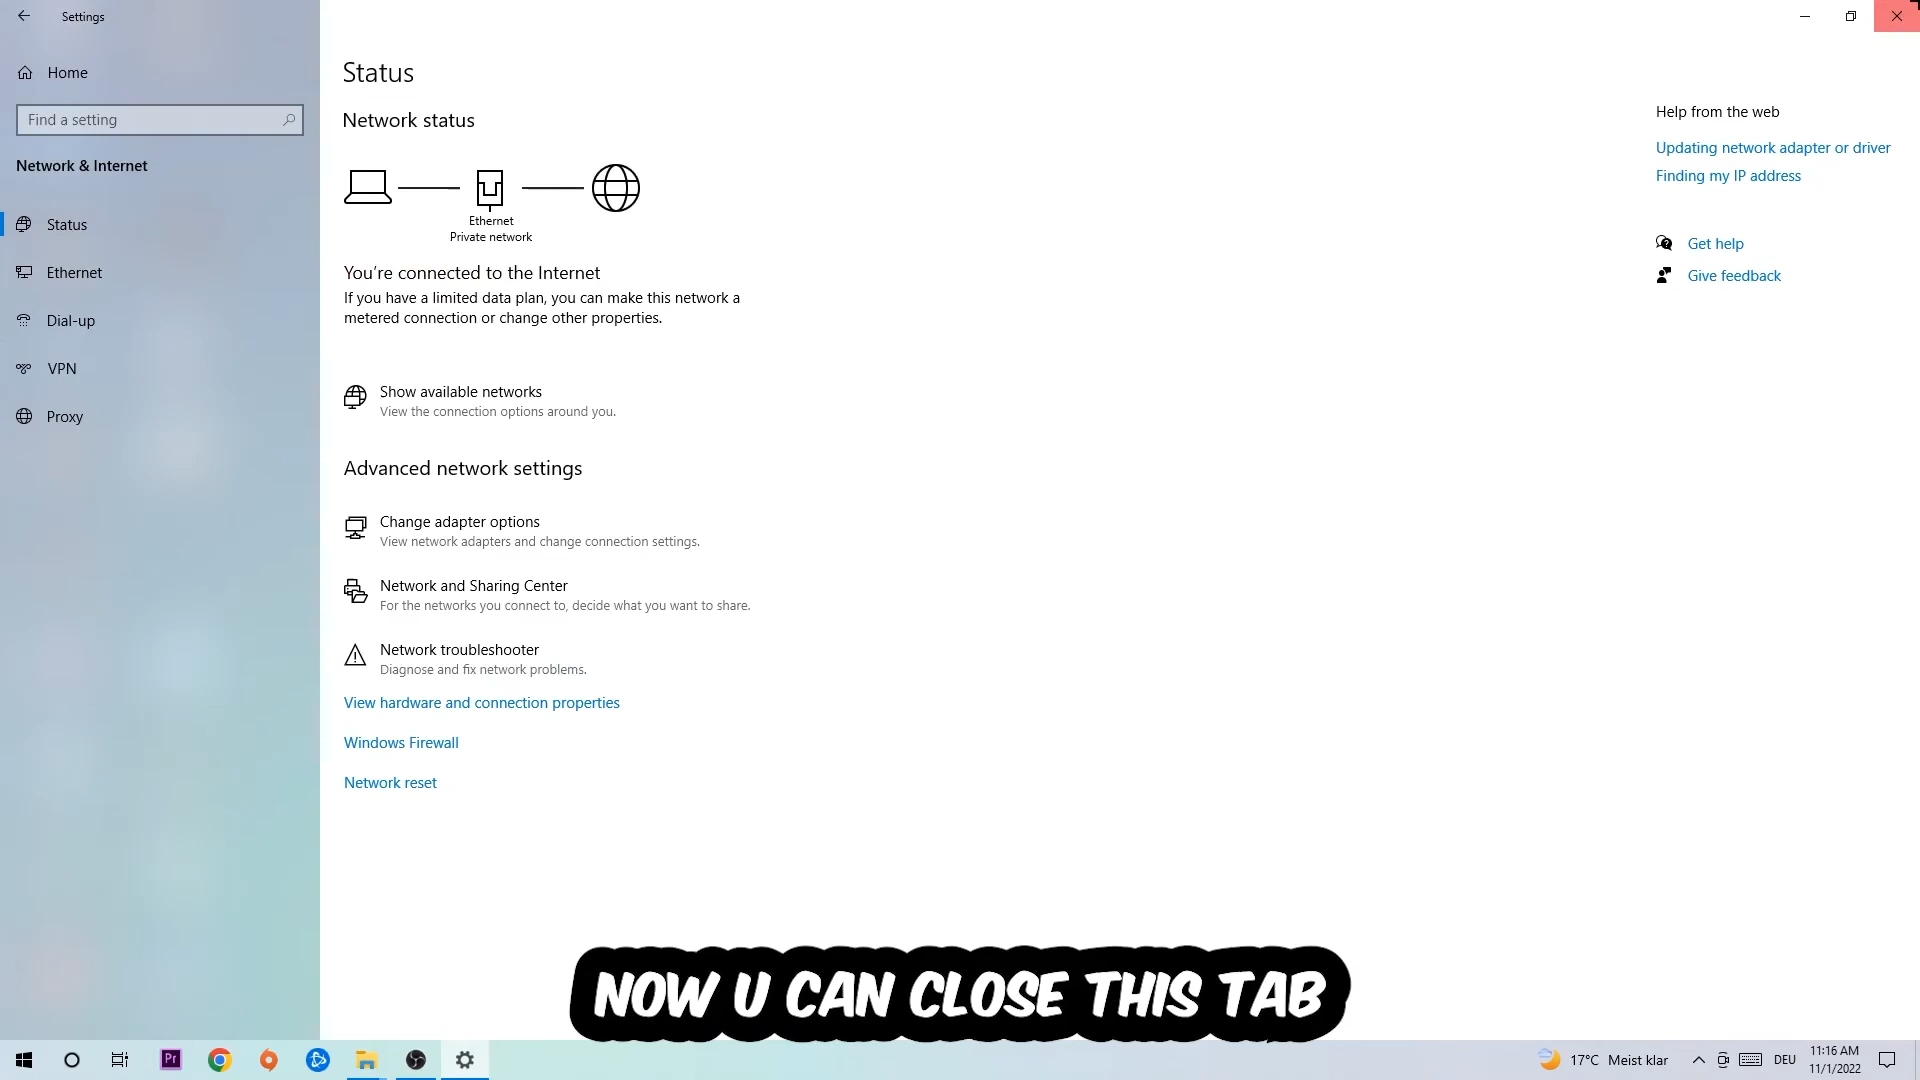 Settings
Home
Find a setting
Network & Internet
Status
Ethernet
Dial-up
VPN
Proxy
Status
Network status
Ethernet
Private network
You're connected to the Internet
If you have a limited data plan, you can make this network a
metered connection or change other properties.
Show available networks
View the connection options around you.
Advanced network settings
Change adapter options
View network adapters and change connection settings.
Network and Sharing Center
For the networks you connect to, decide what you want to share.
Network troubleshooter
Diagnose and fix network problems.
View hardware and connection properties
Windows Firewall
Network reset
Help from the web
Updating network adapter or driver
Finding my IP address
Get help
Give feedback
NOW U CAN CLOSE THIS TAB
Pr
17°C Meist klar
DEU
11:16 AM
11/1/2022